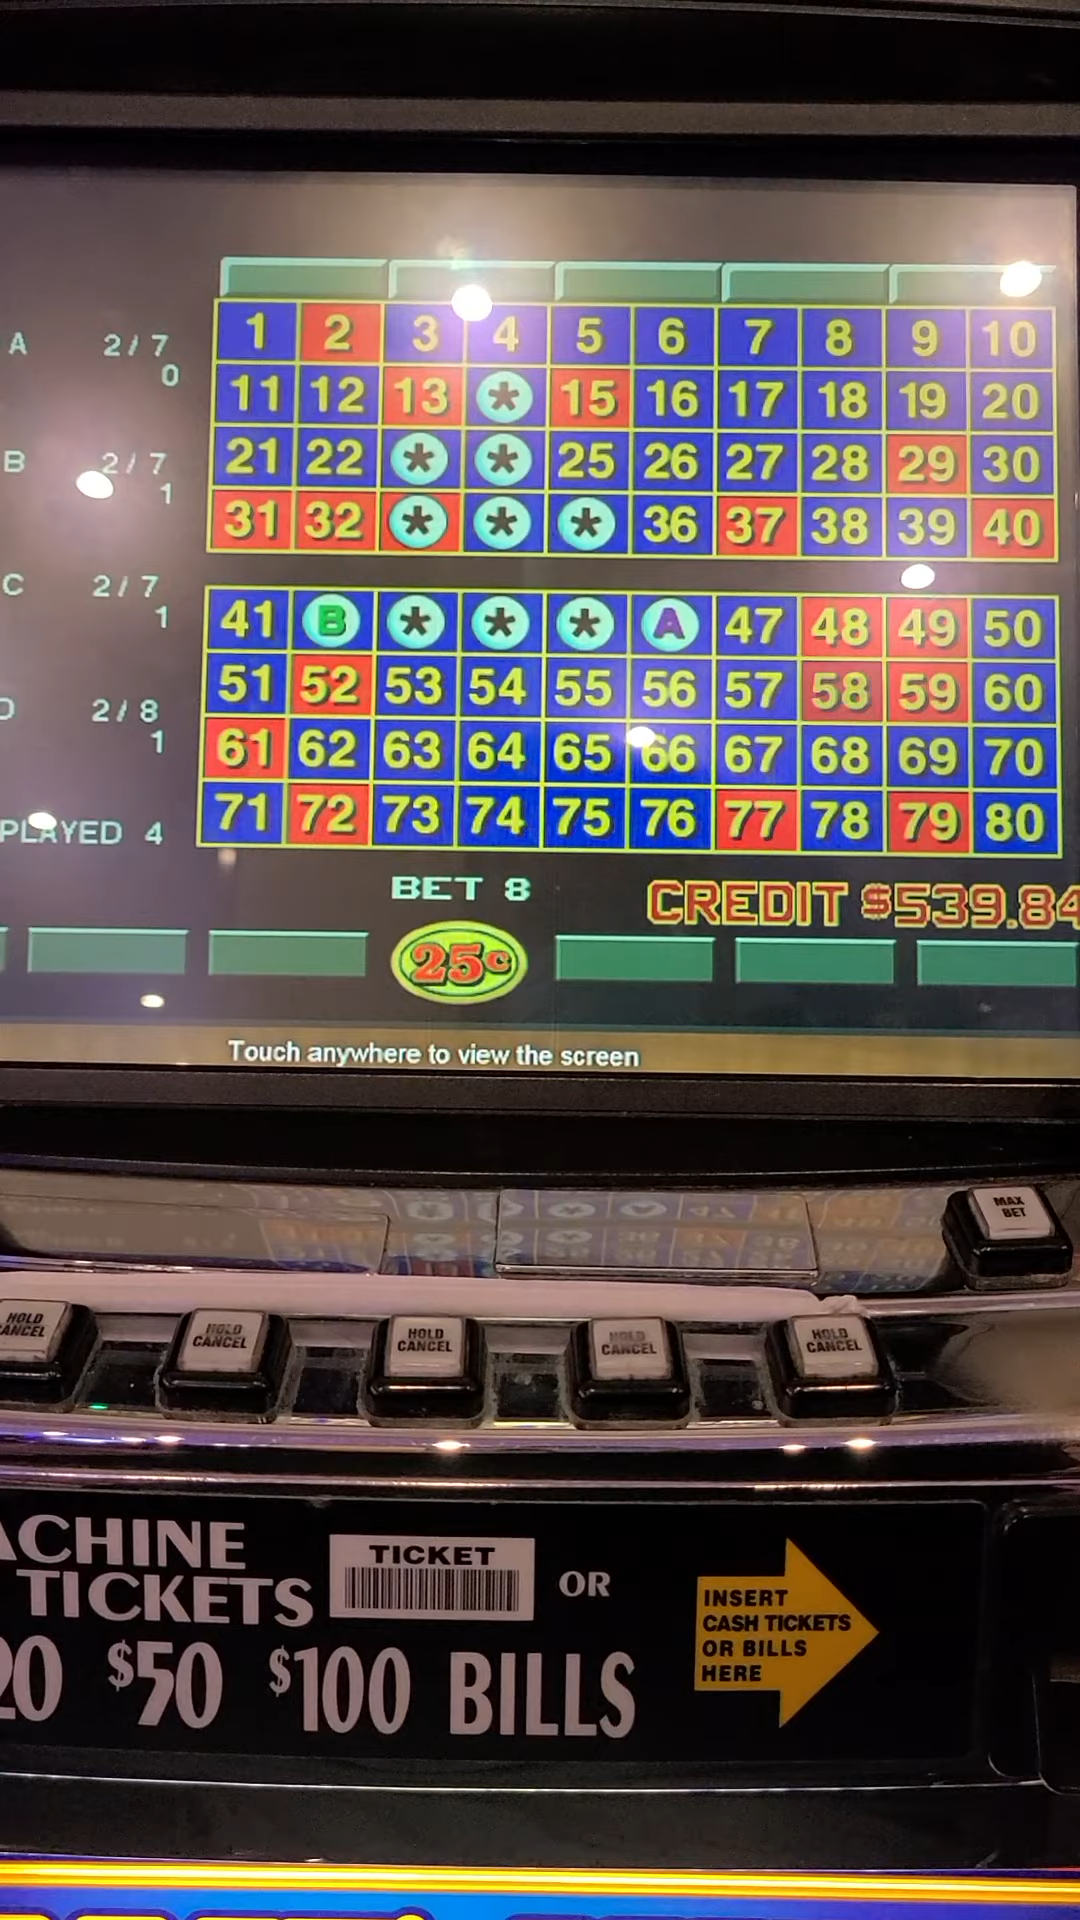 A 2/7
0
B 2/7
1
C 2/7
1
2/8
1
PLAYED 4
1 2 3 4 5 6 7 8 9 10
11 12 13 * 15 16 17 18 19 20
21 22 * * 25 26 27 28 29 30
31 32 * * * 36 37 38 39 40
41 B * * * A 47 48 49 50
51 52 53 54 55 56 57 58 59 60
61 62 63 64 65 66 67 68 69 70
71 72 73 74 75 76 77 78 79 80
BET 8
CREDIT $539.84
25¢
Touch anywhere to view the screen
MAX
BET
HOLD
CANCEL
HOLD
CANCEL
HOLD
CANCEL
HOLD
CANCEL
HOLD
CANCEL
ACHINE
TICKETS
TICKET
OR
20 $50 $100 BILLS
INSERT
CASH TICKETS
OR BILLS
HERE